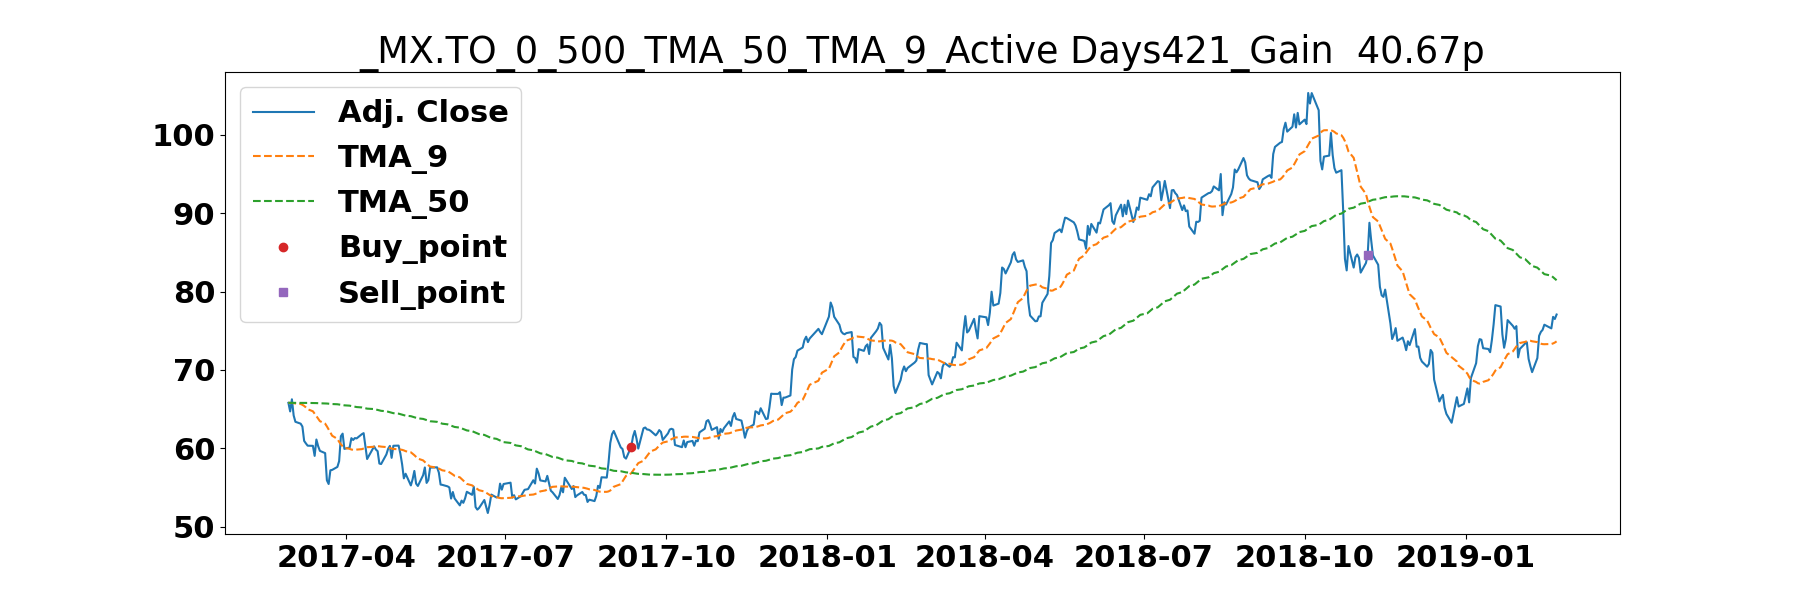 _MX.TO_0_500_TMA_50_TMA_9_Active Days421_Gain  40.67p
Adj. Close
TMA_9
TMA_50
Buy_point
Sell_point
100
90
80
70
60
50
2017-04 2017-07 2017-10 2018-01 2018-04 2018-07 2018-10 2019-01